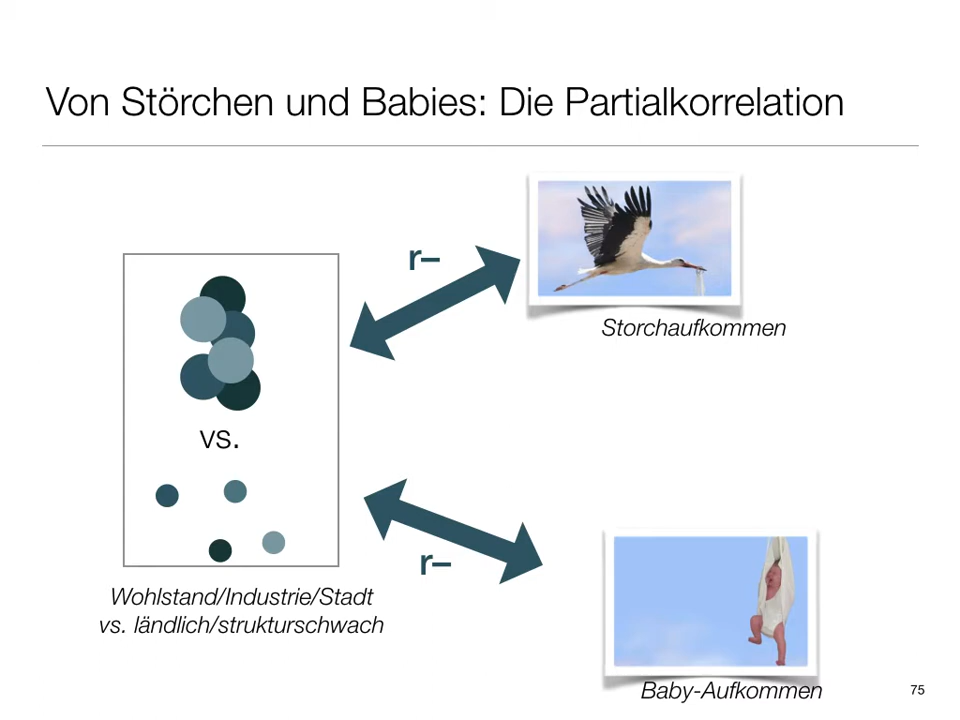 Von Störchen und Babies: Die Partialkorrelation
r–
Storchaufkommen
vs.
r–
Wohlstand/Industrie/Stadt
vs. ländlich/strukturschwach
Baby-Aufkommen
75